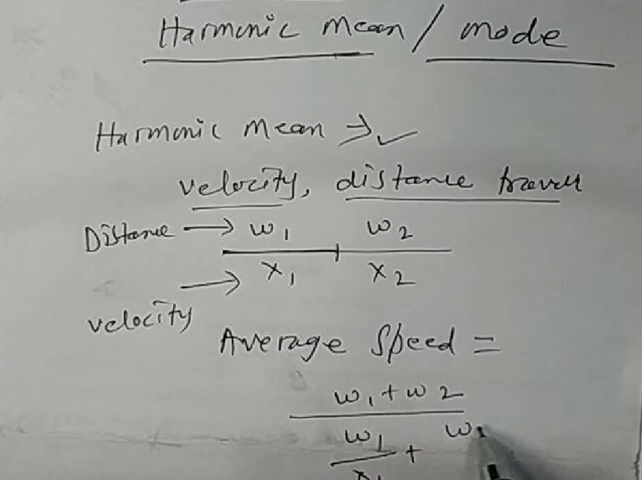 Harmonic mean / mode
Harmonic mean →✓
velocity, distance travel
Distance → w1 w2
→ x1 x2
velocity
Average Speed =
w1 + w2
w1 + w2
x1